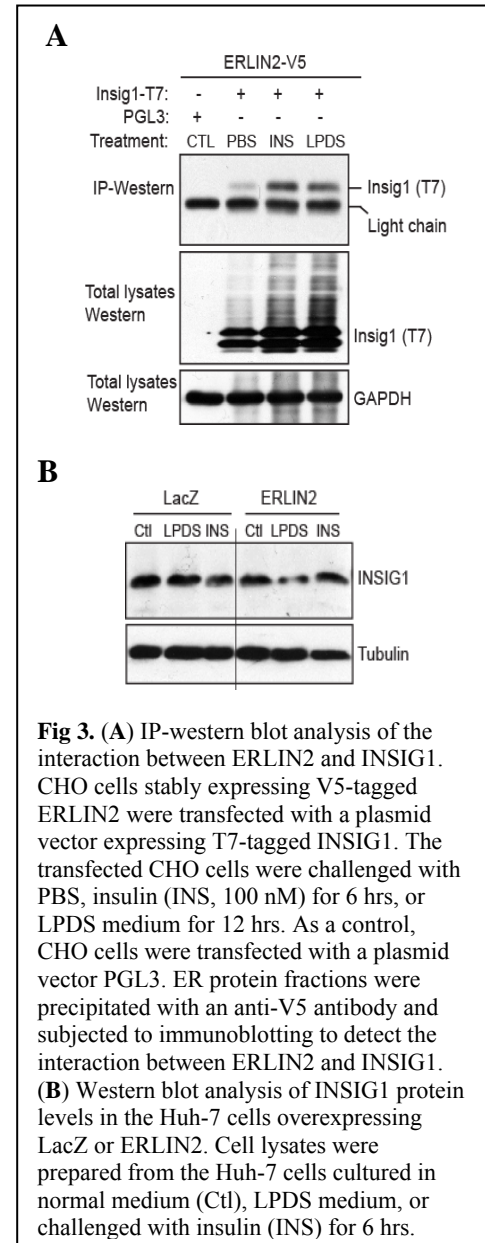 A
ERLIN2-V5
Insig1-T7: - + + +
PGL3: + - - -
Treatment: CTL PBS INS LPDS
IP-Western
Insig1 (T7)
Light chain
Total lysates
Western
Insig1 (T7)
Total lysates
Western
GAPDH
B
LacZ ERLIN2
Ctl LPDS INS Ctl LPDS INS
INSIG1
Tubulin
Fig 3. (A) IP-western blot analysis of the
interaction between ERLIN2 and INSIG1.
CHO cells stably expressing V5-tagged
ERLIN2 were transfected with a plasmid
vector expressing T7-tagged INSIG1. The
transfected CHO cells were challenged with
PBS, insulin (INS, 100 nM) for 6 hrs, or
LPDS medium for 12 hrs. As a control,
CHO cells were transfected with a plasmid
vector PGL3. ER protein fractions were
precipitated with an anti-V5 antibody and
subjected to immunoblotting to detect the
interaction between ERLIN2 and INSIG1.
(B) Western blot analysis of INSIG1 protein
levels in the Huh-7 cells overexpressing
LacZ or ERLIN2. Cell lysates were
prepared from the Huh-7 cells cultured in
normal medium (Ctl), LPDS medium, or
challenged with insulin (INS) for 6 hrs.